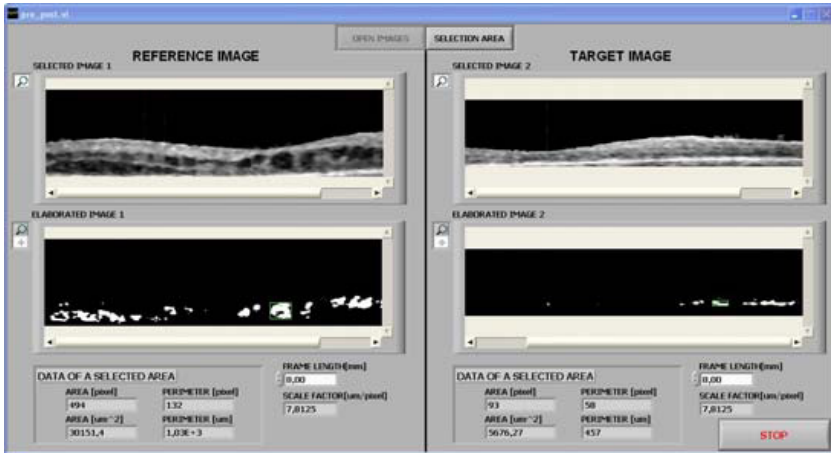 pre_post.vi
OPEN IMAGES
SELECTION AREA
REFERENCE IMAGE
SELECTED IMAGE 1
ELABORATED IMAGE 1
DATA OF A SELECTED AREA
AREA [pixel]
494
PERIMETER [pixel]
132
AREA [um^2]
30151,4
PERIMETER [um]
1,03E+3
FRAME LENGTH[mm]
8,00
SCALE FACTOR[um/pixel]
7,8125
TARGET IMAGE
SELECTED IMAGE 2
ELABORATED IMAGE 2
DATA OF A SELECTED AREA
AREA [pixel]
93
PERIMETER [pixel]
58
AREA [um^2]
5676,27
PERIMETER [um]
457
FRAME LENGTH[mm]
8,00
SCALE FACTOR[um/pixel]
7,8125
STOP